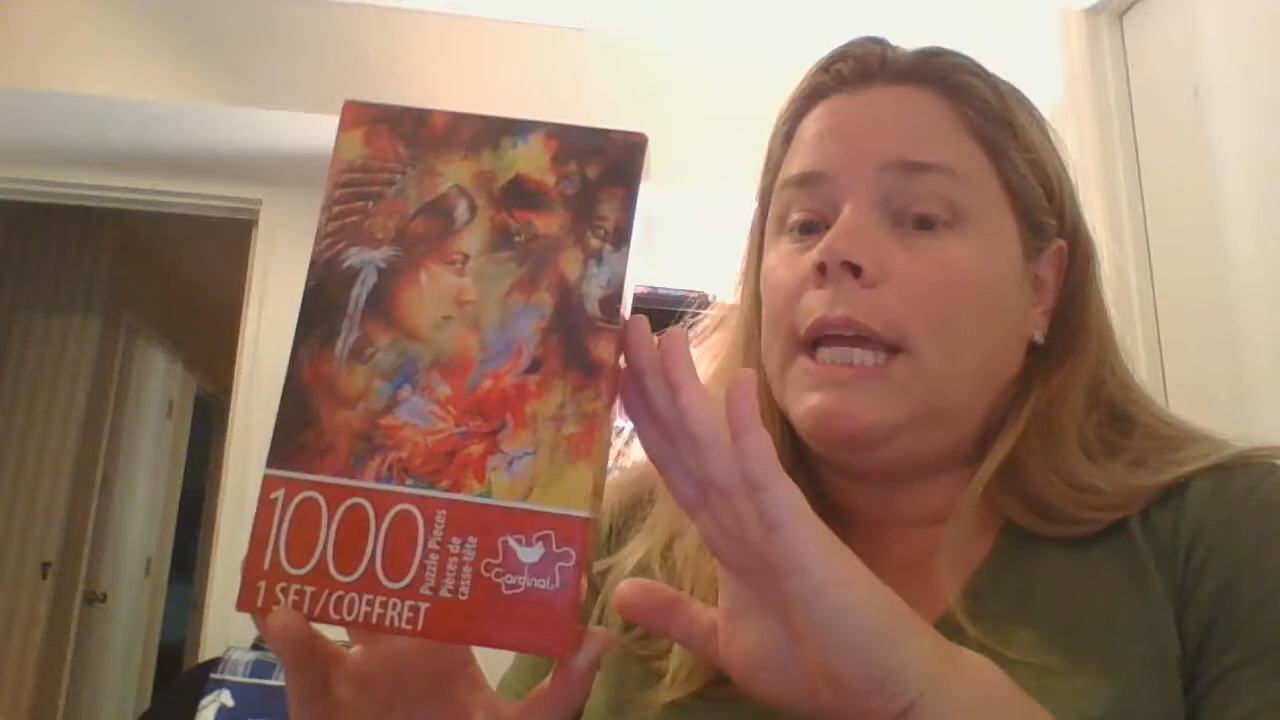 1000
Puzzle Pieces
Pièces de
casse-tête
Cardinal
1 SET/COFFRET